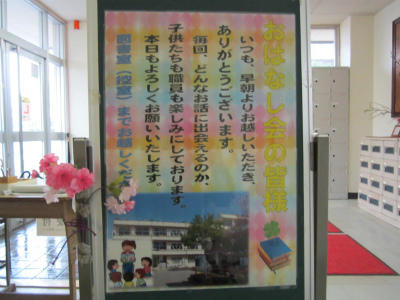 おはなし会の皆様
いつも、早朝よりお越しいただき、
ありがとうございます。
毎回、どんなお話に出会えるのか、
子供たちも職員も楽しみにしております。
本日もよろしくお願いいたします。
図書室(控室)までお越しくださ